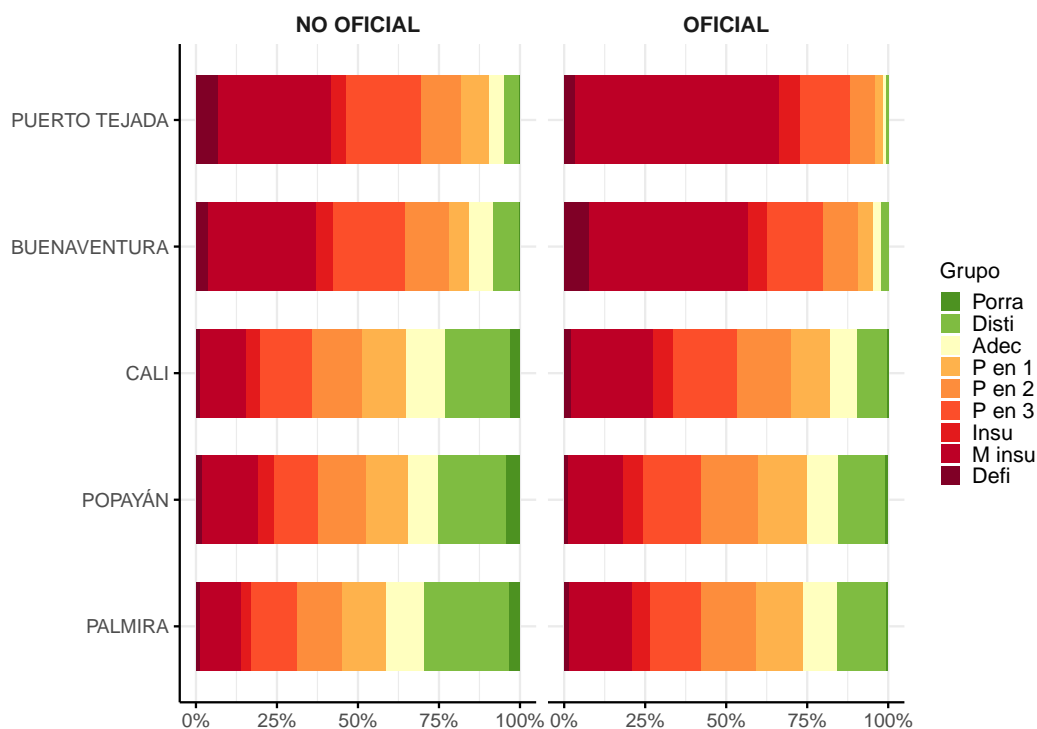 NO OFICIAL
OFICIAL
PUERTO TEJADA
BUENAVENTURA
CALI
POPAYÁN
PALMIRA
0% 25% 50% 75% 100%
0% 25% 50% 75% 100%
Grupo
Porra
Disti
Adec
P en 1
P en 2
P en 3
Insu
M insu
Defi